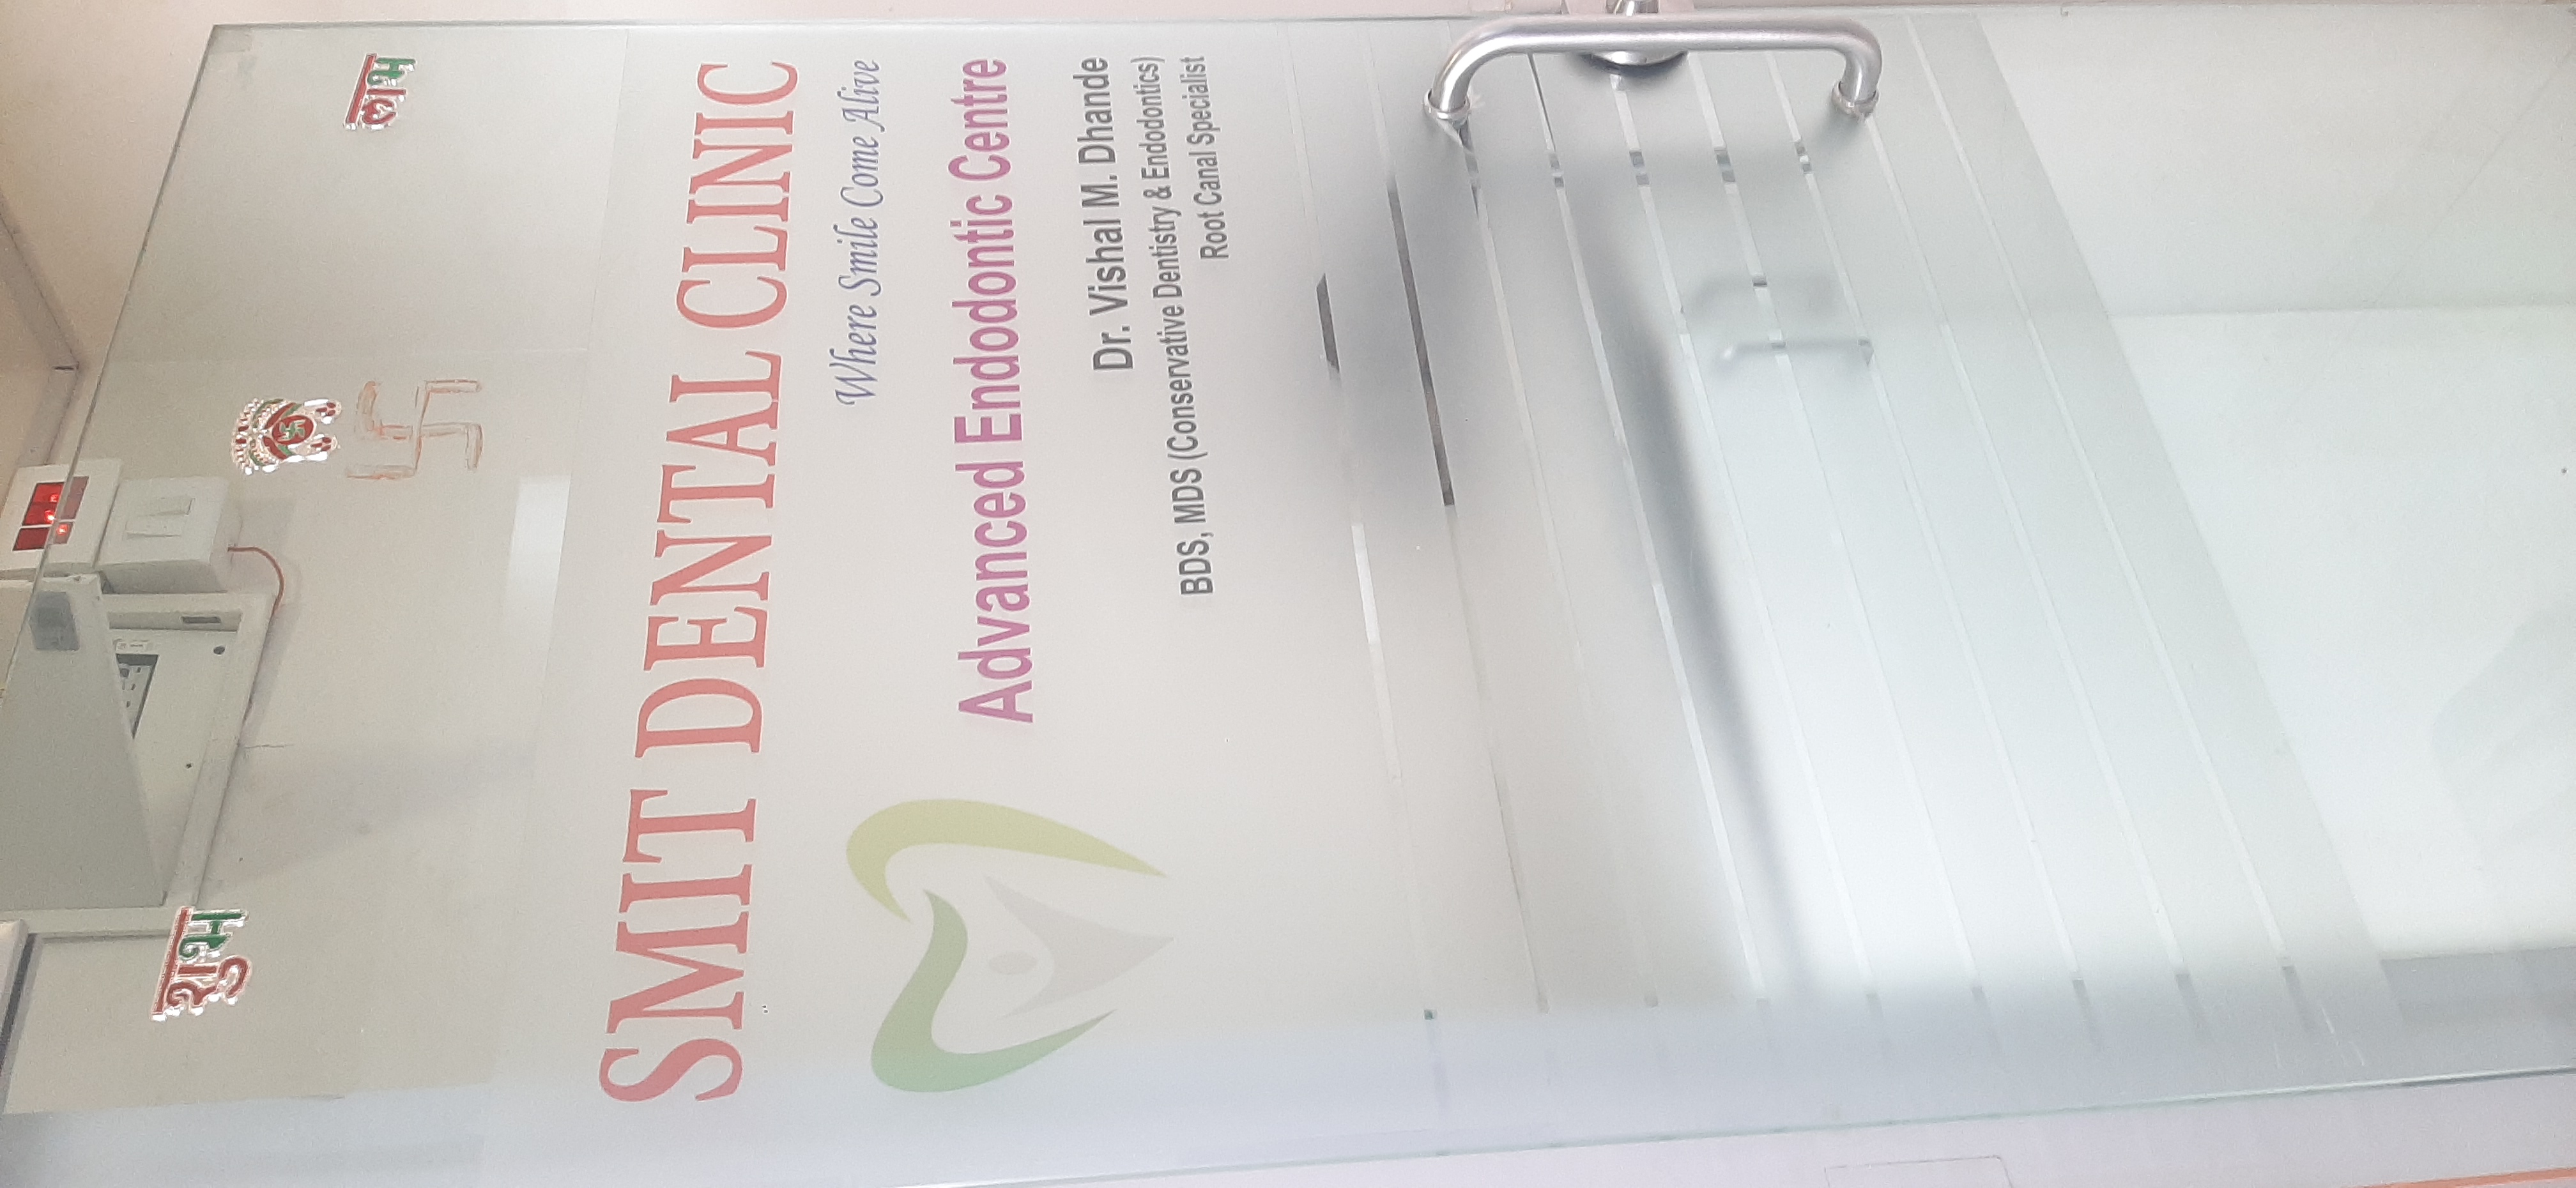 शुभ लाभ
SMIT DENTAL CLINIC
Where Smile Come Alive
Advanced Endodontic Centre
Dr. Vishal M. Dhande
BDS, MDS (Conservative Dentistry & Endodontics)
Root Canal Specialist